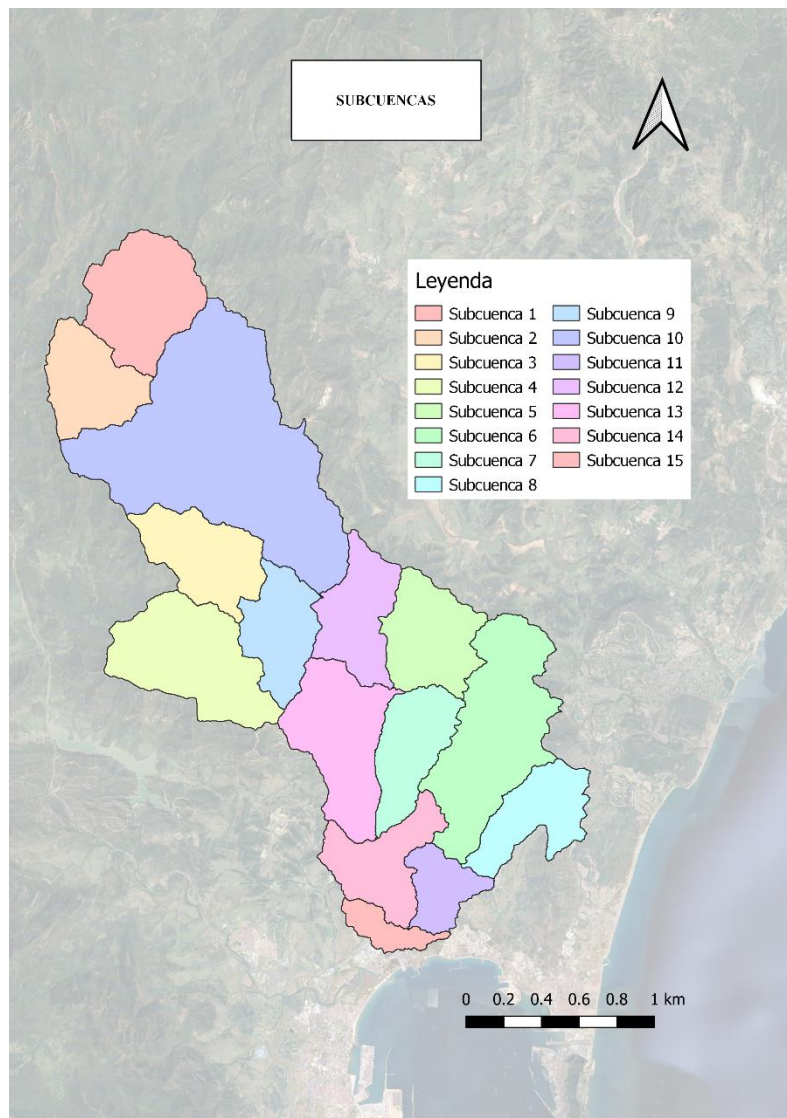 SUBCUENCAS
Leyenda
Subcuenca 1
Subcuenca 2
Subcuenca 3
Subcuenca 4
Subcuenca 5
Subcuenca 6
Subcuenca 7
Subcuenca 8
Subcuenca 9
Subcuenca 10
Subcuenca 11
Subcuenca 12
Subcuenca 13
Subcuenca 14
Subcuenca 15
0 0.2 0.4 0.6 0.8 1 km